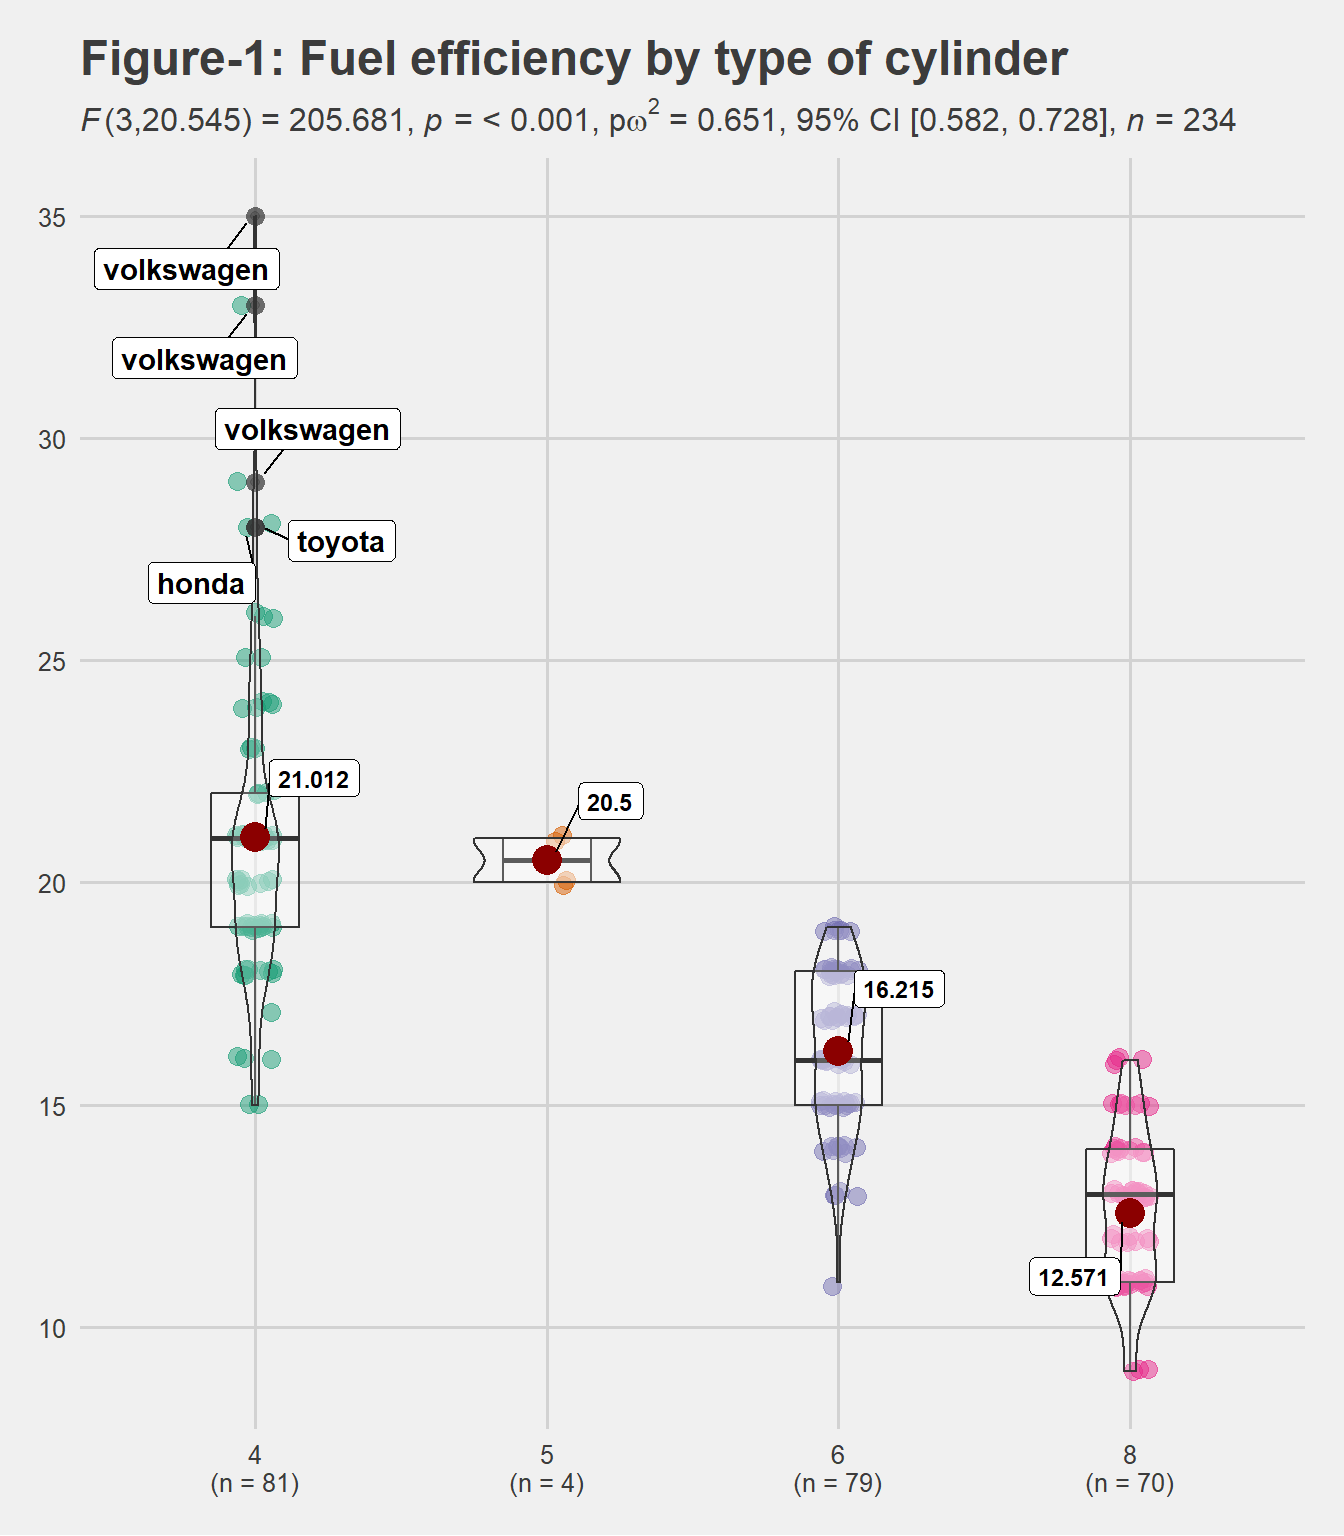 Figure-1: Fuel efficiency by type of cylinder
F(3,20.545) = 205.681, p = < 0.001, pω² = 0.651, 95% CI [0.582, 0.728], n = 234
35
volkswagen
volkswagen
volkswagen
30
toyota
honda
25
21.012
20.5
20
16.215
15
12.571
10
4
(n = 81)
5
(n = 4)
6
(n = 79)
8
(n = 70)